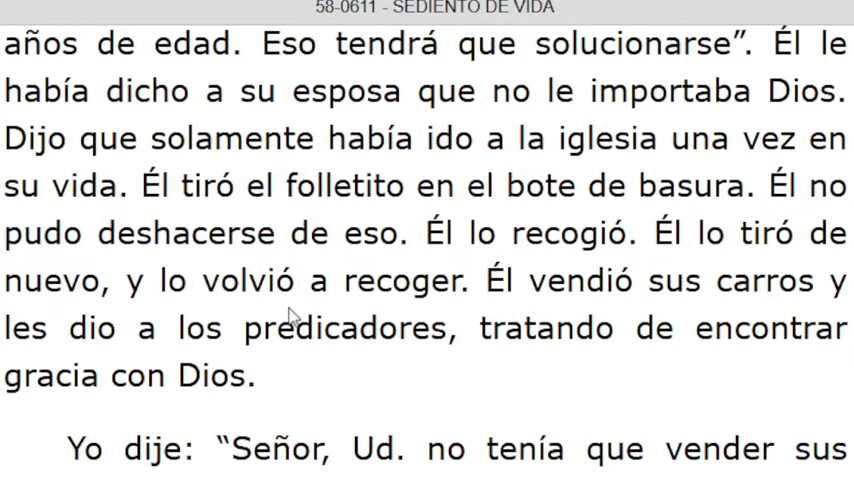 58-0611 - SEDIENTO DE VIDA
años de edad. Eso tendrá que solucionarse”. Él le
había dicho a su esposa que no le importaba Dios.
Dijo que solamente había ido a la iglesia una vez en
su vida. Él tiró el folletito en el bote de basura. Él no
pudo deshacerse de eso. Él lo recogió. Él lo tiró de
nuevo, y lo volvió a recoger. Él vendió sus carros y
les dio a los predicadores, tratando de encontrar
gracia con Dios.
Yo dije: “Señor, Ud. no tenía que vender sus